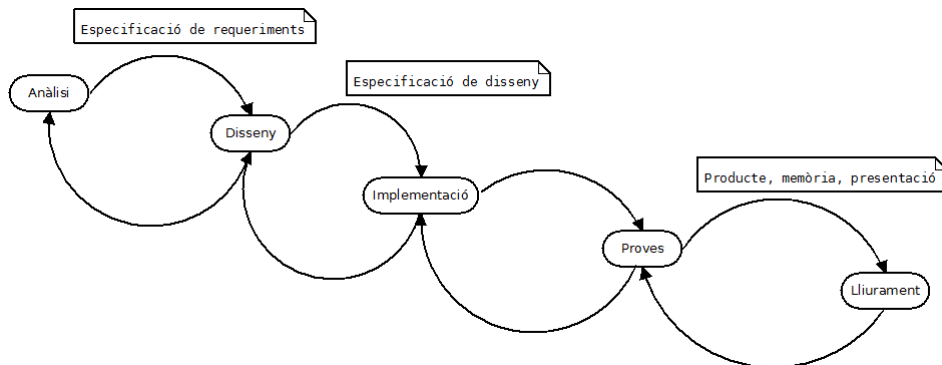 Especificació de requeriments
Anàlisi
Especificació de disseny
Disseny
Implementació
Producte, memòria, presentació
Proves
Lliurament